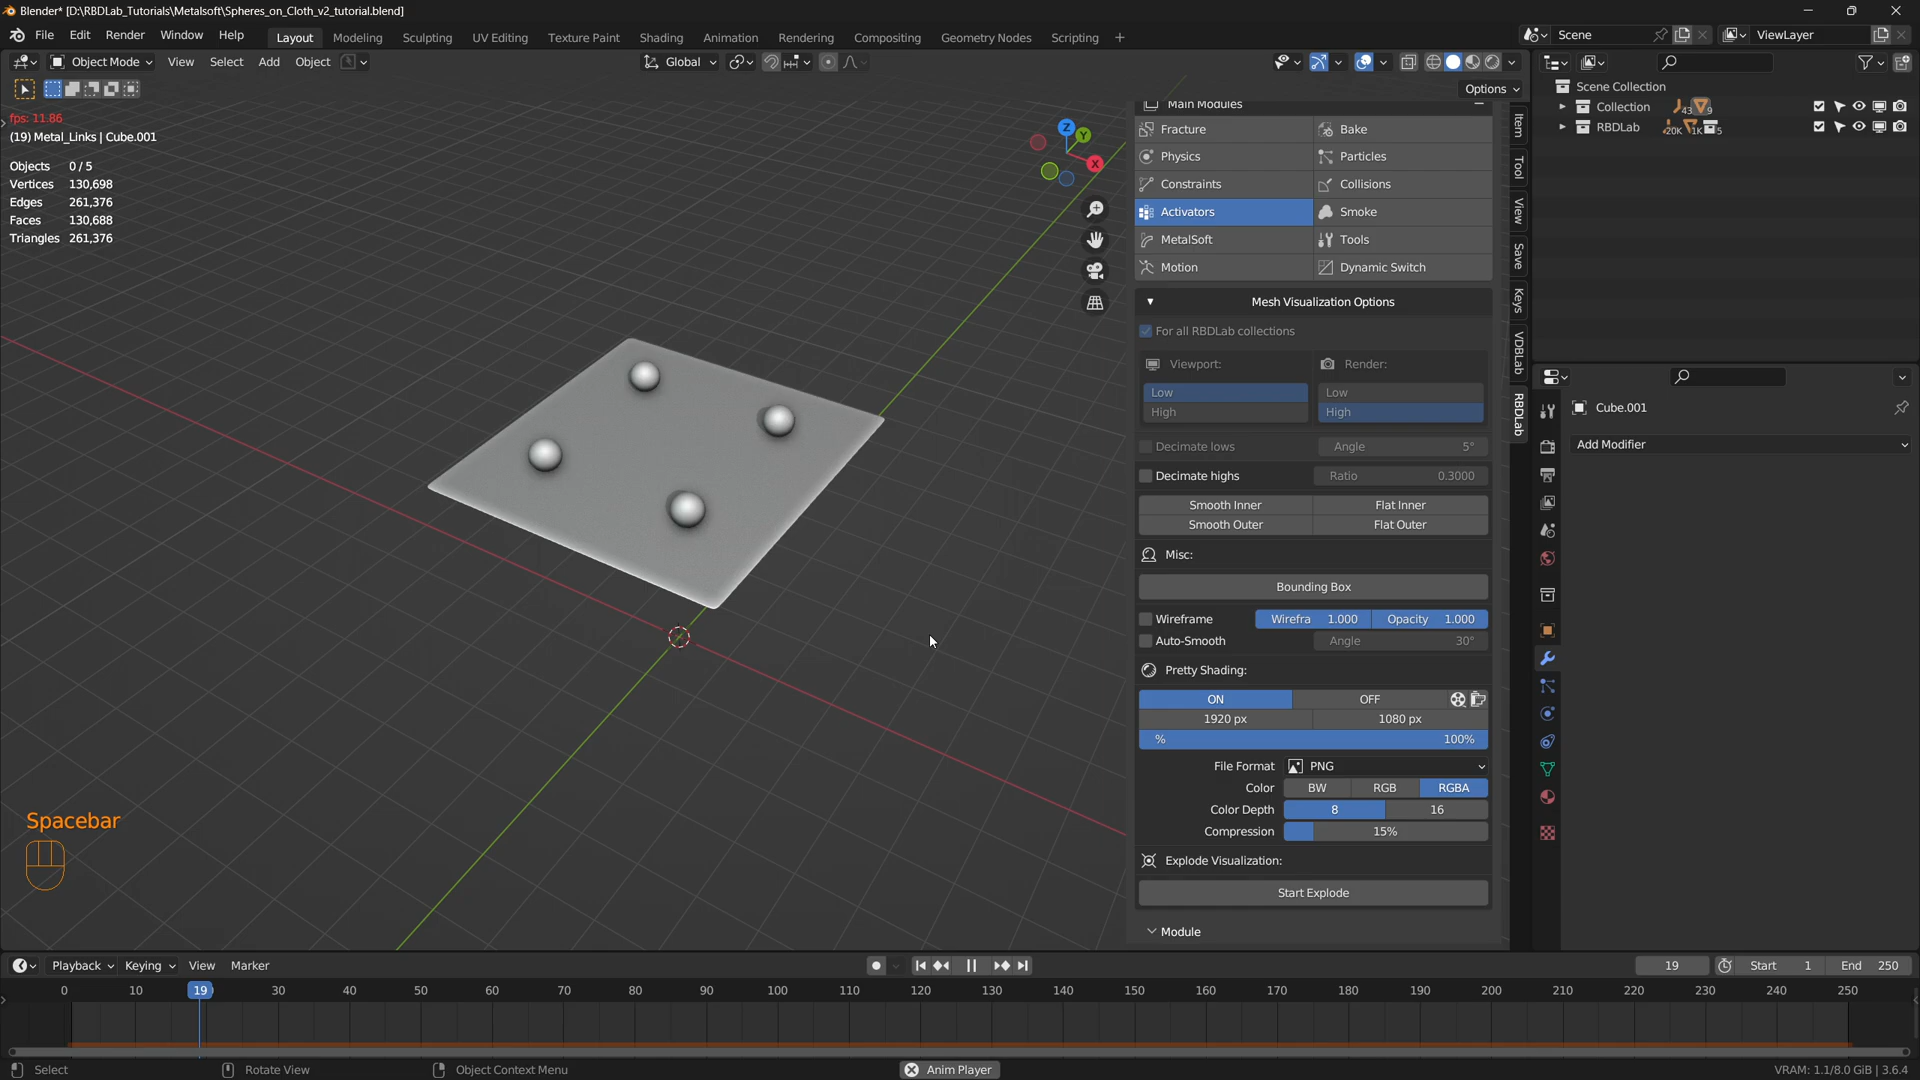 Blender* [D:\RBDLab_Tutorials\Metalsoft\Spheres_on_Cloth_v2_tutorial.blend]
File Edit Render Window Help Layout Modeling Sculpting UV Editing Texture Paint Shading Animation Rendering Compositing Geometry Nodes Scripting + Scene ViewLayer
Object Mode View Select Add Object Global
Options
fps: 11.86
(19) Metal_Links | Cube.001
Objects 0 / 5
Vertices 130,698
Edges 261,376
Faces 130,688
Triangles 261,376
Z
Y
X
Main Modules
Fracture Bake
Physics Particles
Constraints Collisions
Activators Smoke
MetalSoft Tools
Motion Dynamic Switch
Mesh Visualization Options
For all RBDLab collections
Viewport: Render:
Low Low
High High
Decimate lows Angle 5°
Decimate highs Ratio 0.3000
Smooth Inner Flat Inner
Smooth Outer Flat Outer
Misc:
Bounding Box
Wireframe Wirefra 1.000 Opacity 1.000
Auto-Smooth Angle 30°
Pretty Shading:
ON OFF
1920 px 1080 px
% 100%
File Format PNG
Color BW RGB RGBA
Color Depth 8 16
Compression 15%
Explode Visualization:
Start Explode
Module
Item
Tool
View
Save
Keys
VDBLab
RBDLab
Scene Collection
Collection 43 9
RBDLab 20K 1K 5
Cube.001
Add Modifier
Spacebar
Playback Keying View Marker 19 Start 1 End 250
0 10 19 30 40 50 60 70 80 90 100 110 120 130 140 150 160 170 180 190 200 210 220 230 240 250
Select Rotate View Object Context Menu Anim Player VRAM: 1.1/8.0 GiB | 3.6.4